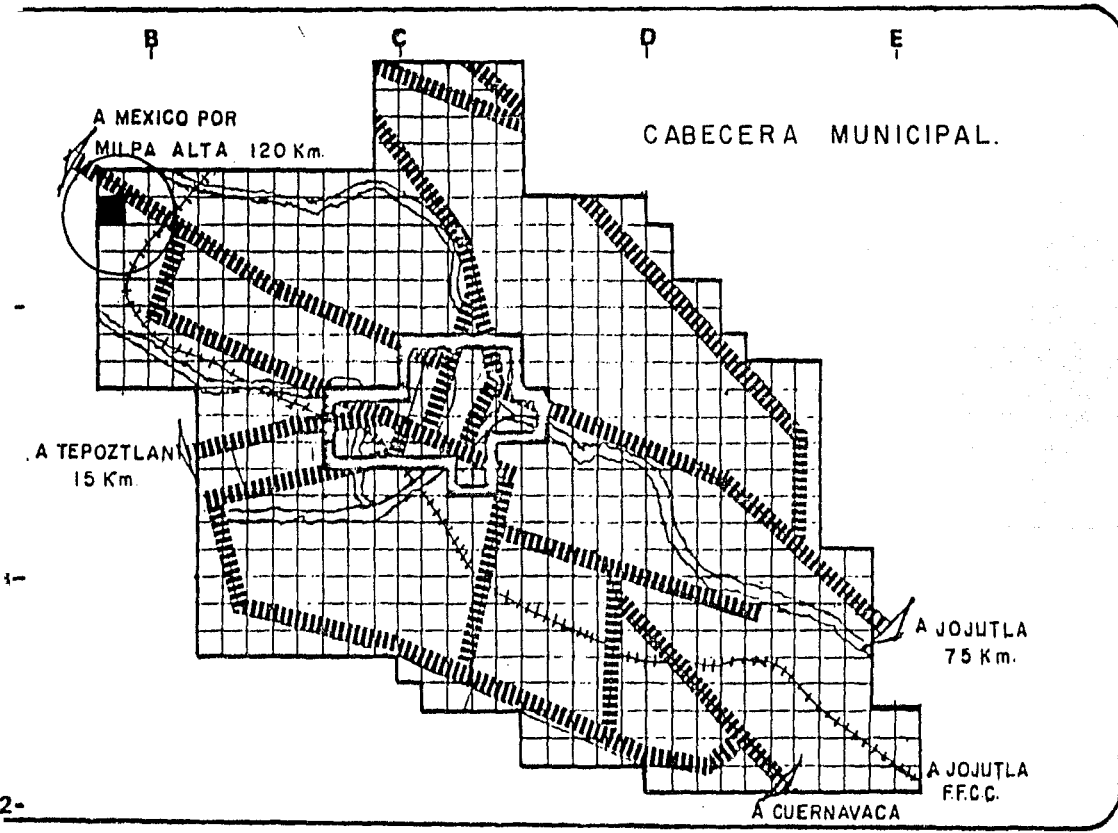 B C D E
A MEXICO POR
MILPA ALTA 120 Km.
CABECERA MUNICIPAL.
A TEPOZTLAN
15 Km.
A JOJUTLA
75 Km.
A JOJUTLA
F.F.C.C.
A CUERNAVACA
2-